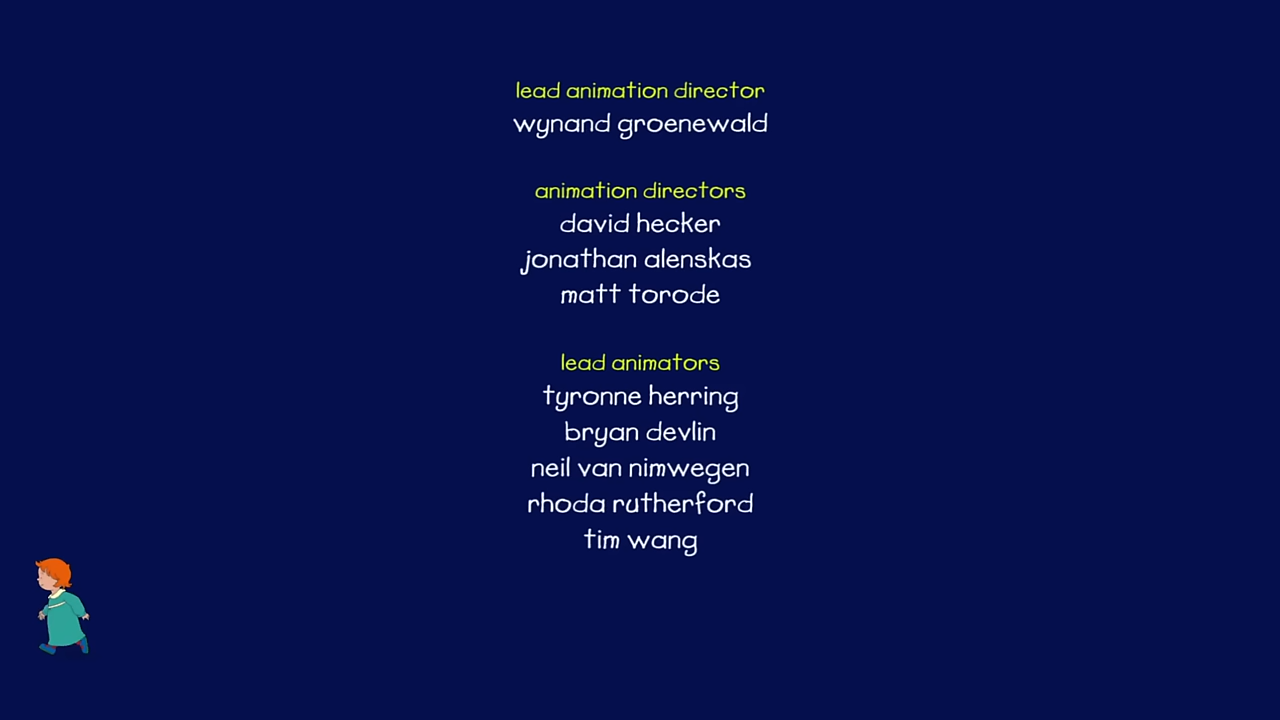 lead animation director
wynand groenewald
animation directors
david hecker
jonathan alenskas
matt torode
lead animators
tyronne herring
bryan devlin
neil van nimwegen
rhoda rutherford
tim wang